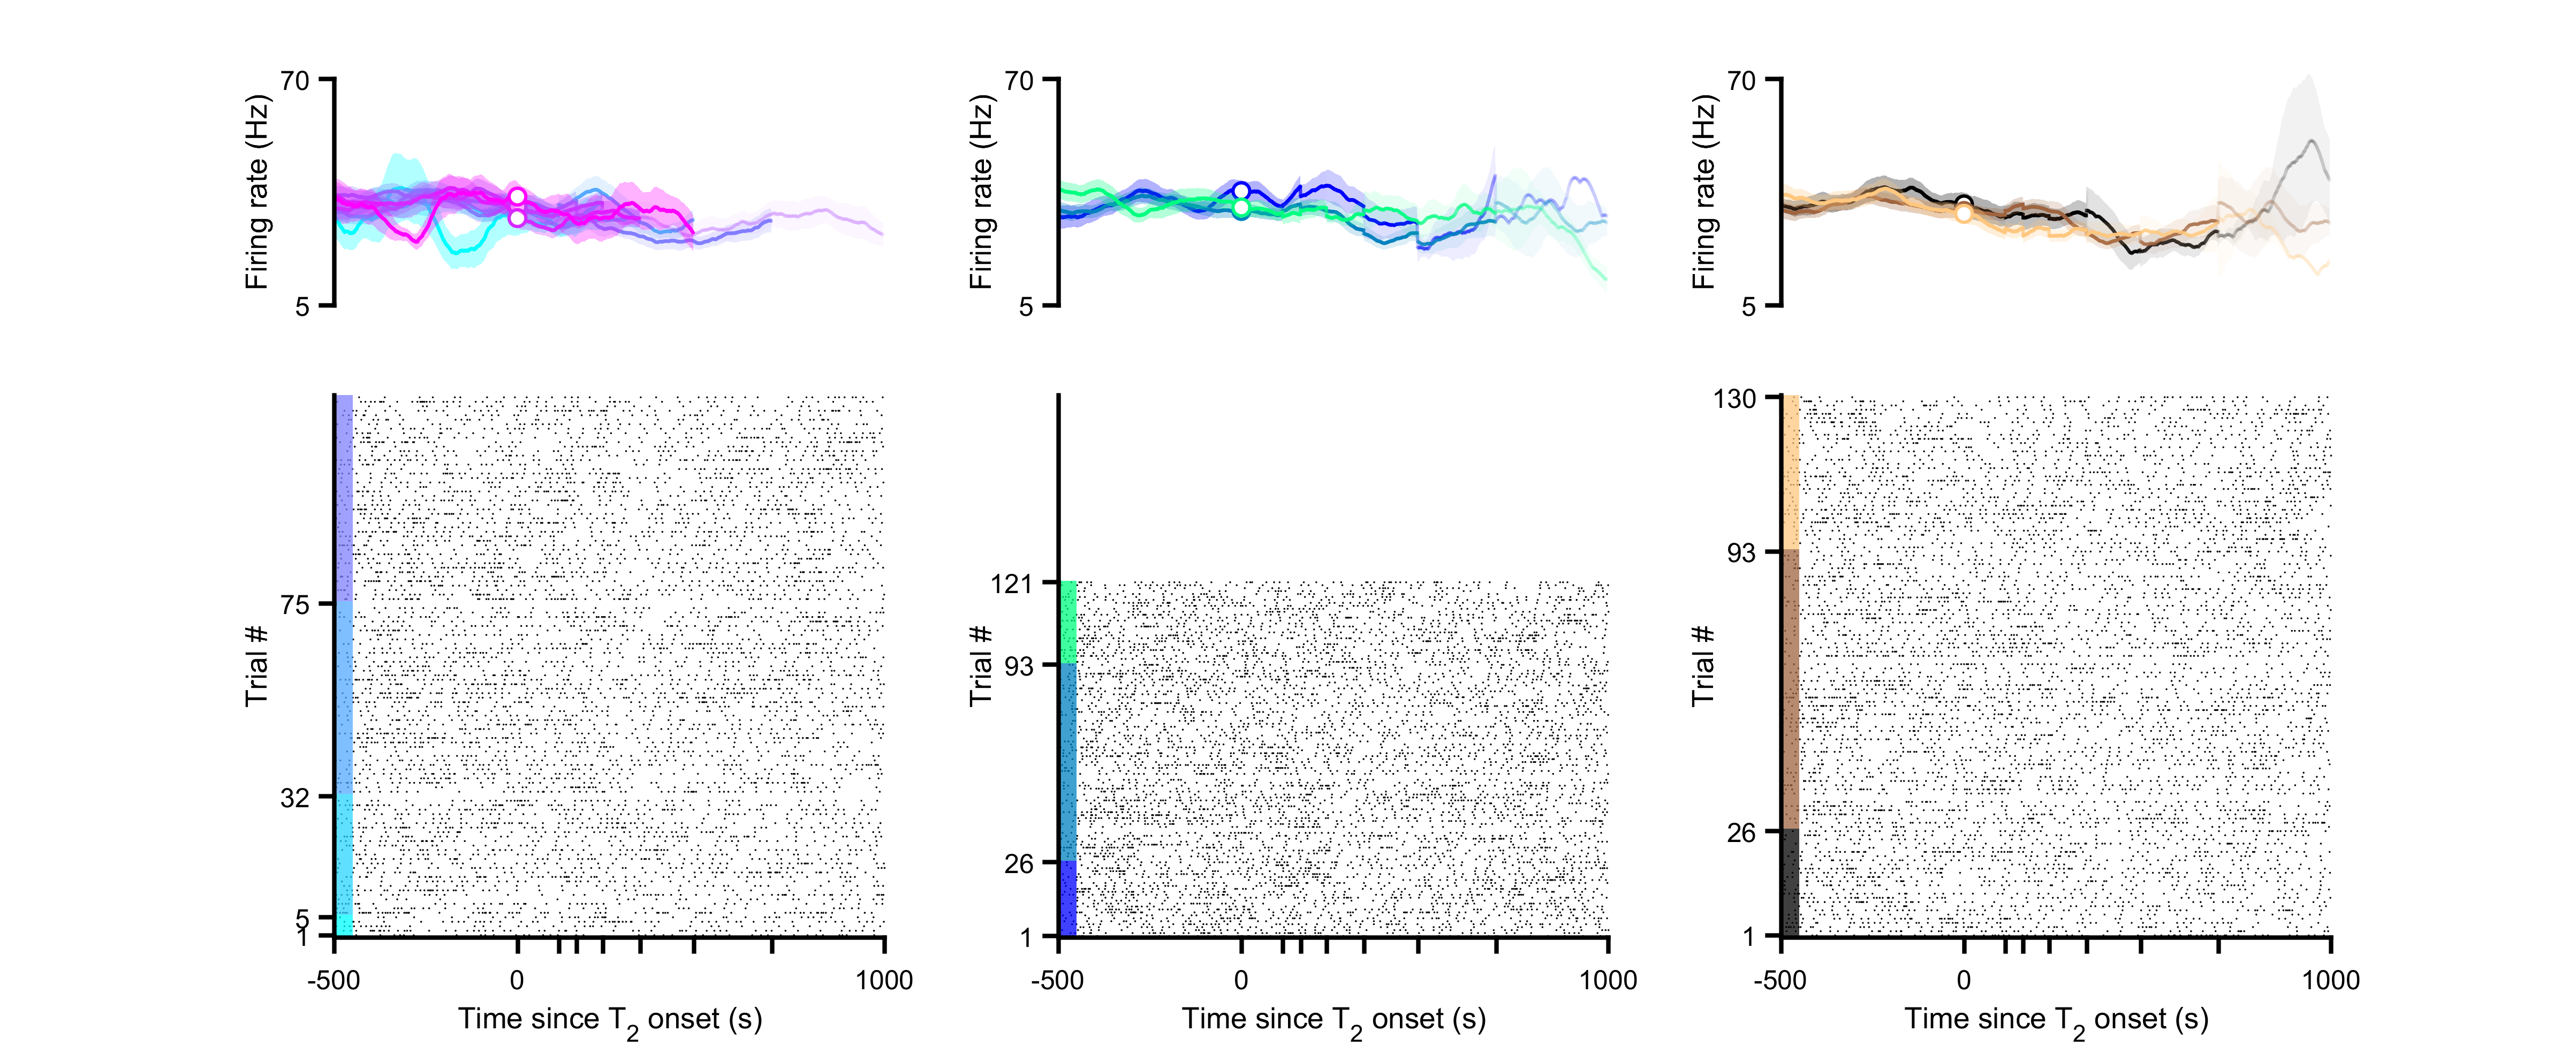 70
Firing rate (Hz)
5
70
Firing rate (Hz)
5
70
Firing rate (Hz)
5
75
32
5
1
Trial #
-500 0 1000
Time since T2 onset (s)
121
93
26
1
Trial #
-500 0 1000
Time since T2 onset (s)
130
93
26
1
Trial #
-500 0 1000
Time since T2 onset (s)